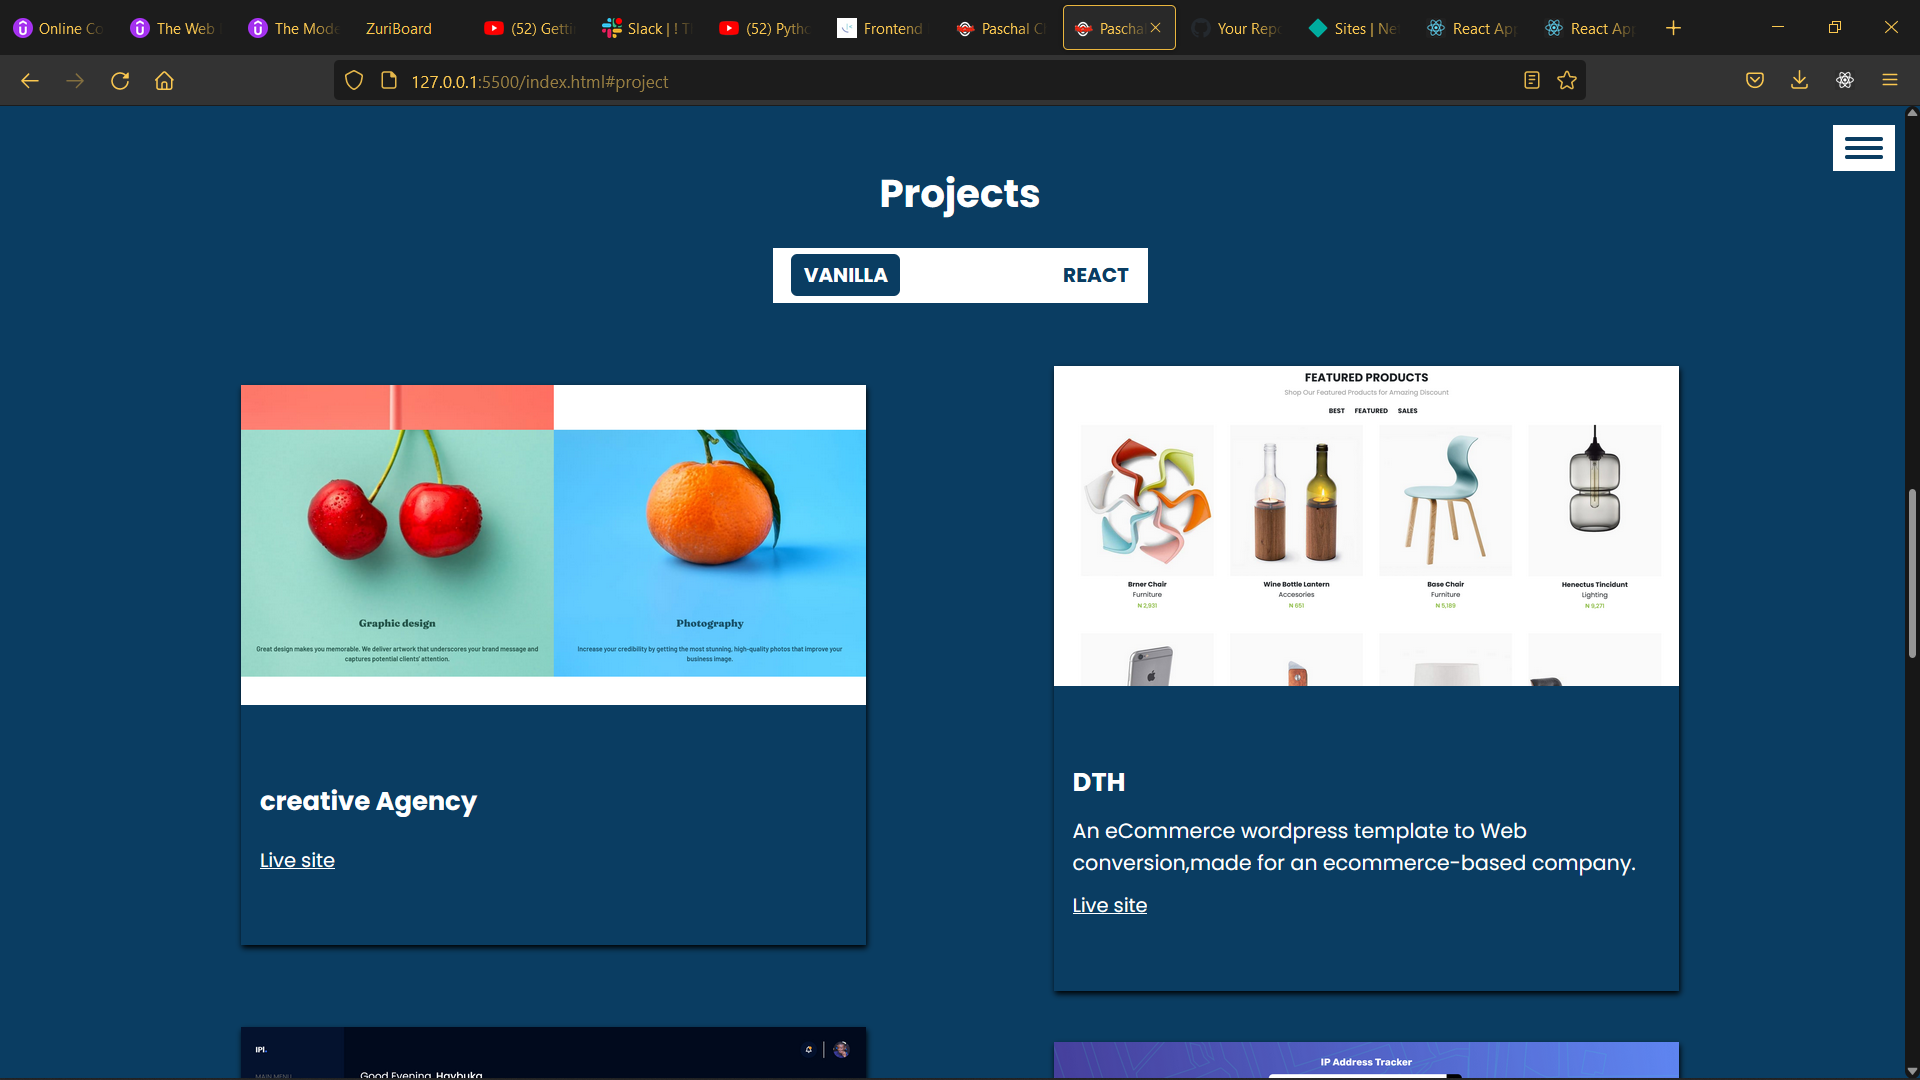 Online Co
The Web
The Mode
ZuriBoard
(52) Getti
Slack | ! T
(52) Pytho
Frontend
Paschal C
Paschal
Your Repo
Sites | Ne
React App
React App
127.0.0.1:5500/index.html#project
Projects
VANILLA
REACT
Graphic design
Great design makes you memorable. We deliver artwork that underscores your brand message and
captures potential clients' attention.
Photography
Increase your credibility by getting the most stunning, high-quality photos that improve your
business image.
creative Agency
Live site
FEATURED PRODUCTS
Shop Our Featured Products for Amazing Discount
BEST FEATURED SALES
Brner Chair
Furniture
₦ 2,931
Wine Bottle Lantern
Accesories
₦ 651
Base Chair
Furniture
₦ 5,189
Henectus Tincidunt
Lighting
₦ 9,271
DTH
An eCommerce wordpress template to Web
conversion,made for an ecommerce-based company.
Live site
IPI.
MAIN MENU
Good Evening, Haybuka
IP Address Tracker